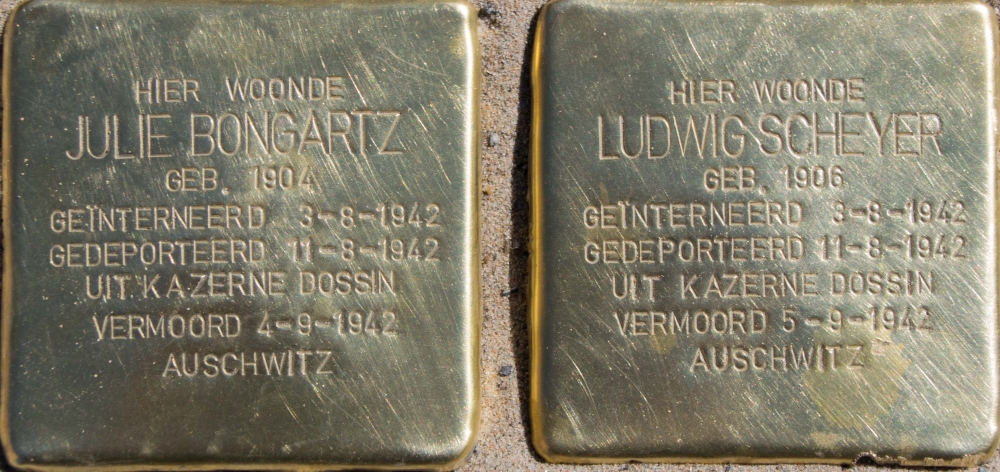 HIER WOONDE
JULIE BONGARTZ
GEB. 1904
GEÏNTERNEERD 3-8-1942
GEDEPORTEERD 11-8-1942
UIT KAZERNE DOSSIN
VERMOORD 4-9-1942
AUSCHWITZ
HIER WOONDE
LUDWIG SCHEYER
GEB. 1906
GEÏNTERNEERD 3-8-1942
GEDEPORTEERD 11-8-1942
UIT KAZERNE DOSSIN
VERMOORD 5-9-1942
AUSCHWITZ